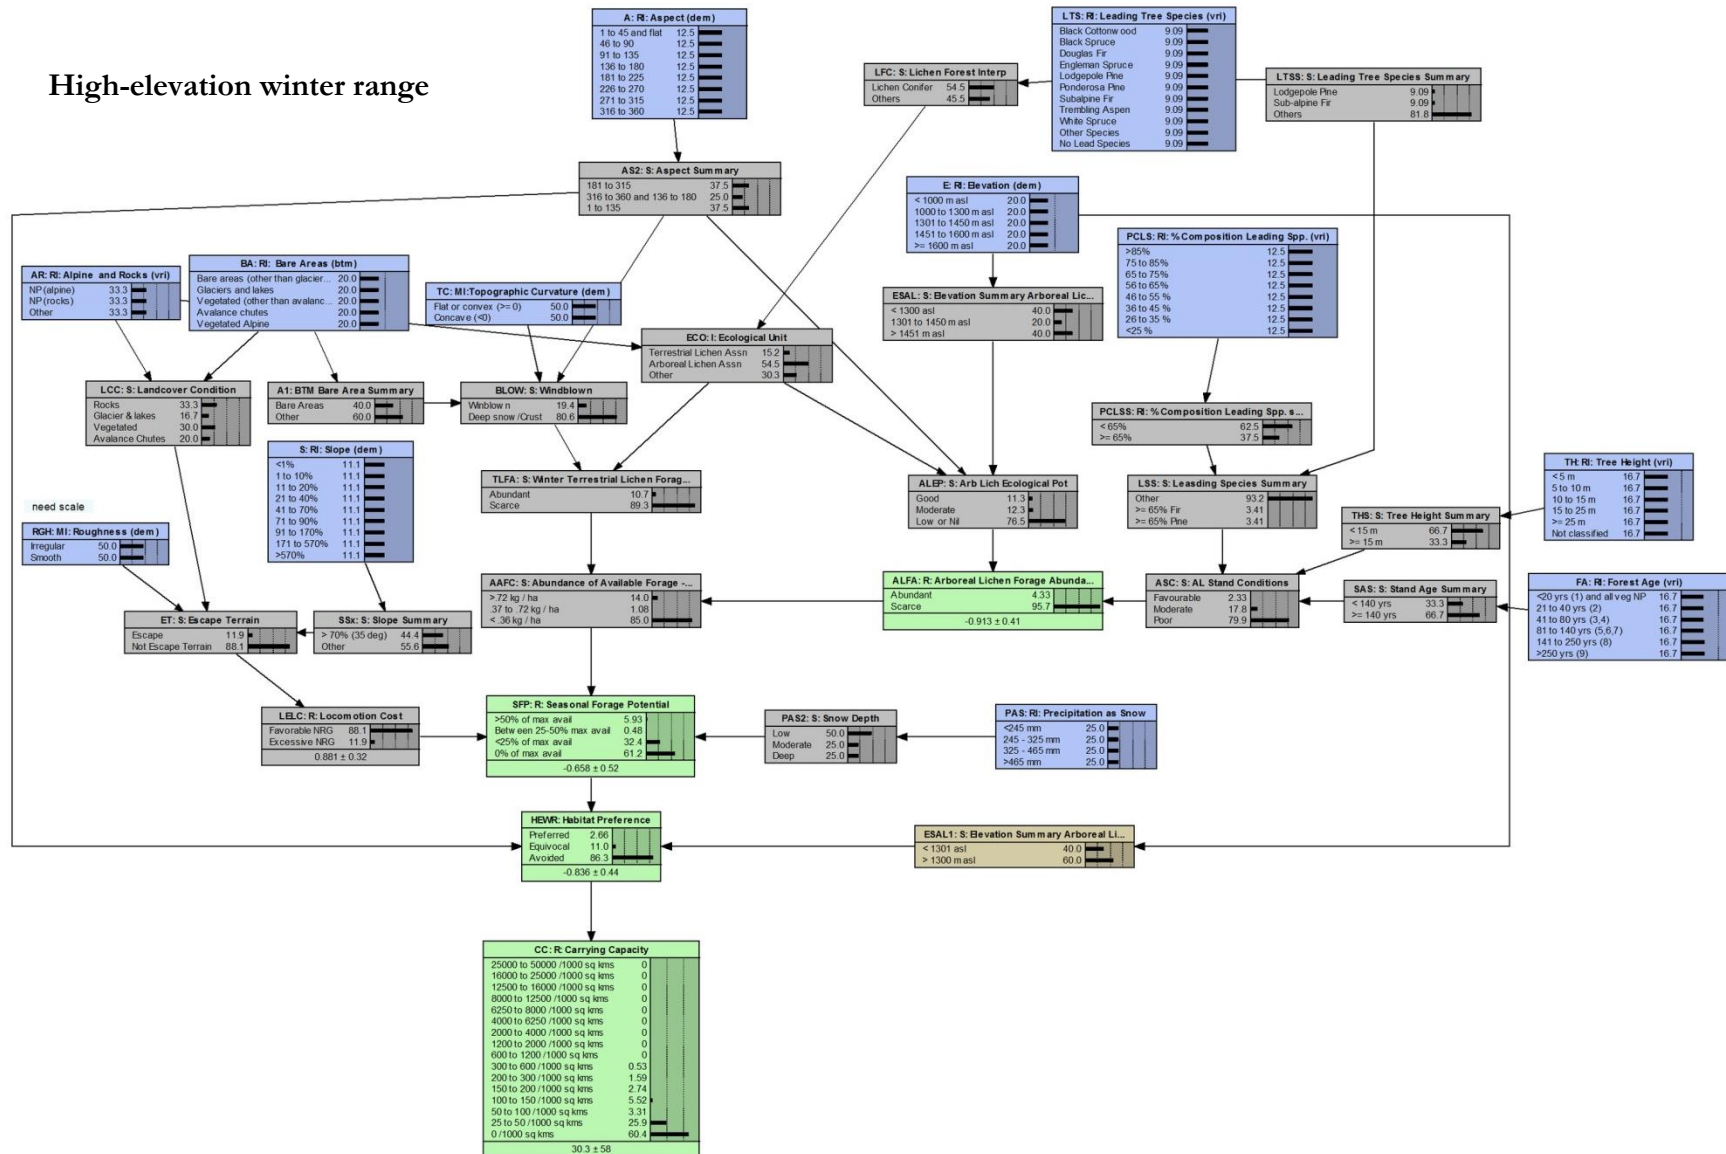 High-elevation winter range
A: RI: Aspect (dem)
1 to 45 and flat 12.5
46 to 90 12.5
91 to 135 12.5
136 to 180 12.5
181 to 225 12.5
226 to 270 12.5
271 to 315 12.5
316 to 360 12.5
LTS: RI: Leading Tree Species (vri)
Black Cottonwood 9.09
Black Spruce 9.09
Douglas Fir 9.09
Engleman Spruce 9.09
Lodgepole Pine 9.09
Ponderosa Pine 9.09
Subalpine Fir 9.09
Trembling Aspen 9.09
White Spruce 9.09
Other Species 9.09
No Lead Species 9.09
LFC: S: Lichen Forest Interp
Lichen Conifer 54.5
Others 45.5
LTSS: S: Leading Tree Species Summary
Lodgepole Pine 9.09
Sub-alpine Fir 9.09
Others 81.8
AS2: S: Aspect Summary
181 to 315 37.5
316 to 360 and 136 to 180 25.0
1 to 135 37.5
E: RI: Elevation (dem)
< 1000 m asl 20.0
1000 to 1300 m asl 20.0
1301 to 1450 m asl 20.0
1451 to 1600 m asl 20.0
>= 1600 m asl 20.0
PCLS: RI: % Composition Leading Spp. (vri)
>85% 12.5
75 to 85% 12.5
65 to 75% 12.5
56 to 65% 12.5
46 to 55 % 12.5
36 to 45 % 12.5
26 to 35 % 12.5
<25 % 12.5
AR: RI: Alpine and Rocks (vri)
NP (alpine) 33.3
NP (rocks) 33.3
Other 33.3
BA: RI: Bare Areas (btm)
Bare areas (other than glacier... 20.0
Glaciers and lakes 20.0
Vegetated (other than avalanc... 20.0
Avalance chutes 20.0
Vegetated Alpine 20.0
TC: MI:Topographic Curvature (dem)
Flat or convex (>= 0) 50.0
Concave (<0) 50.0
ESAL: S: Elevation Summary Arboreal Lic...
< 1300 asl 40.0
1301 to 1450 m asl 20.0
> 1451 m asl 40.0
ECO: I: Ecological Unit
Terrestrial Lichen Assn 15.2
Arboreal Lichen Assn 54.5
Other 30.3
LCC: S: Landcover Condition
Rocks 33.3
Glacier & lakes 16.7
Vegetated 30.0
Avalance Chutes 20.0
A1: BTM Bare Area Summary
Bare Areas 40.0
Other 60.0
BLOW: S: Windblown
Winblown 19.4
Deep snow /Crust 80.6
PCLSS: RI: % Composition Leading Spp. s...
< 65% 62.5
>= 65% 37.5
S: RI: Slope (dem)
<1% 11.1
1 to 10% 11.1
11 to 20% 11.1
21 to 40% 11.1
41 to 70% 11.1
71 to 90% 11.1
91 to 170% 11.1
171 to 570% 11.1
>570% 11.1
TLFA: S: Winter Terrestrial Lichen Forag...
Abundant 10.7
Scarce 89.3
ALEP: S: Arb Lich Ecological Pot
Good 11.3
Moderate 12.3
Low or Nil 76.5
LSS: S: Leasding Species Summary
Other 93.2
>= 65% Fir 3.41
>= 65% Pine 3.41
TH: RI: Tree Height (vri)
< 5 m 16.7
5 to 10 m 16.7
10 to 15 m 16.7
15 to 25 m 16.7
>= 25 m 16.7
Not classified 16.7
need scale
THS: S: Tree Height Summary
< 15 m 66.7
>= 15 m 33.3
RGH: MI: Roughness (dem)
Irregular 50.0
Smooth 50.0
AAFC: S: Abundance of Available Forage -...
>.72 kg / ha 14.0
.37 to .72 kg / ha 1.08
< .36 kg / ha 85.0
ALFA: R: Arboreal Lichen Forage Abunda...
Abundant 4.33
Scarce 95.7
-0.913 ± 0.41
ASC: S: AL Stand Conditions
Favourable 2.33
Moderate 17.8
Poor 79.9
SAS: S: Stand Age Summary
< 140 yrs 33.3
>= 140 yrs 66.7
FA: RI: Forest Age (vri)
<20 yrs (1) and all veg NP 16.7
21 to 40 yrs (2) 16.7
41 to 80 yrs (3,4) 16.7
81 to 140 yrs (5,6,7) 16.7
141 to 250 yrs (8) 16.7
>250 yrs (9) 16.7
ET: S: Escape Terrain
Escape 11.9
Not Escape Terrain 88.1
SSx: S: Slope Summary
> 70% (35 deg) 44.4
Other 55.6
LELC: R: Locomotion Cost
Favorable NRG 88.1
Excessive NRG 11.9
0.881 ± 0.32
SFP: R: Seasonal Forage Potential
>50% of max avail 5.93
Between 25-50% max avail 0.48
<25% of max avail 32.4
0% of max avail 61.2
-0.658 ± 0.52
PAS2: S: Snow Depth
Low 50.0
Moderate 25.0
Deep 25.0
PAS: RI: Precipitation as Snow
<245 mm 25.0
245 - 325 mm 25.0
325 - 465 mm 25.0
>465 mm 25.0
HEWR: Habitat Preference
Preferred 2.66
Equivocal 11.0
Avoided 86.3
-0.836 ± 0.44
ESAL1: S: Elevation Summary Arboreal Li...
< 1301 asl 40.0
> 1300 m asl 60.0
CC: R: Carrying Capacity
25000 to 50000 /1000 sq kms 0
16000 to 25000 /1000 sq kms 0
12500 to 16000 /1000 sq kms 0
8000 to 12500 /1000 sq kms 0
6250 to 8000 /1000 sq kms 0
4000 to 6250 /1000 sq kms 0
2000 to 4000 /1000 sq kms 0
1200 to 2000 /1000 sq kms 0
600 to 1200 /1000 sq kms 0
300 to 600 /1000 sq kms 0.53
200 to 300 /1000 sq kms 1.59
150 to 200 /1000 sq kms 2.74
100 to 150 /1000 sq kms 5.52
50 to 100 /1000 sq kms 3.31
25 to 50 /1000 sq kms 25.9
0 /1000 sq kms 60.4
30.3 ± 58